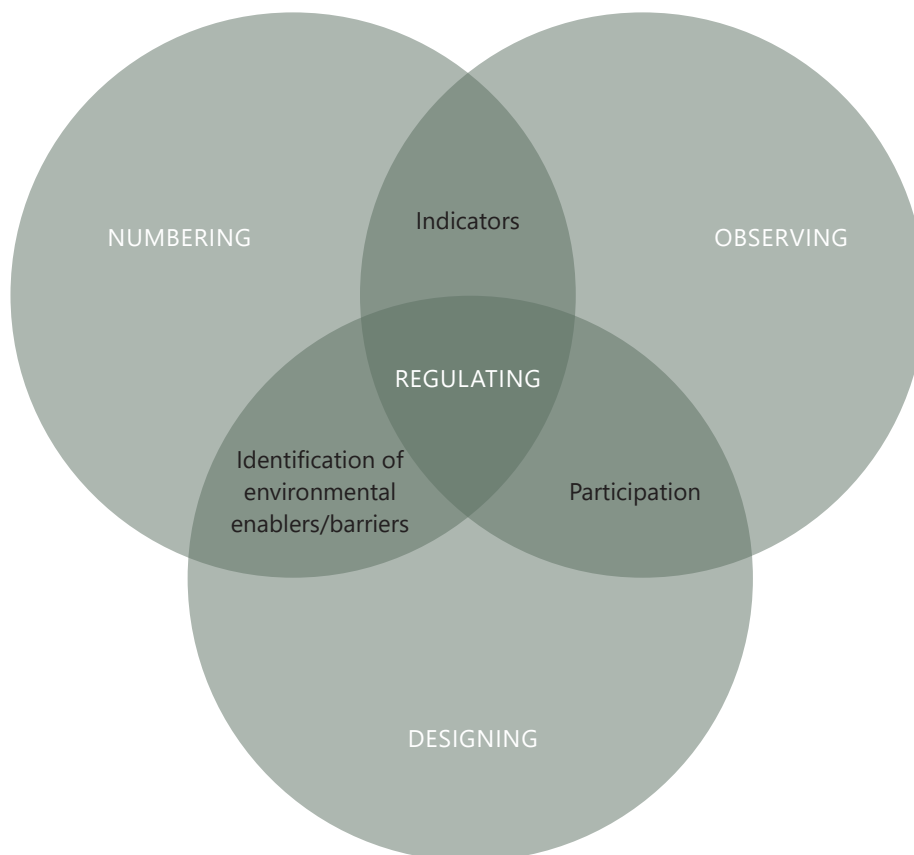 Indicators
NUMBERING
OBSERVING
REGULATING
Identification of
environmental
enablers/barriers
Participation
DESIGNING